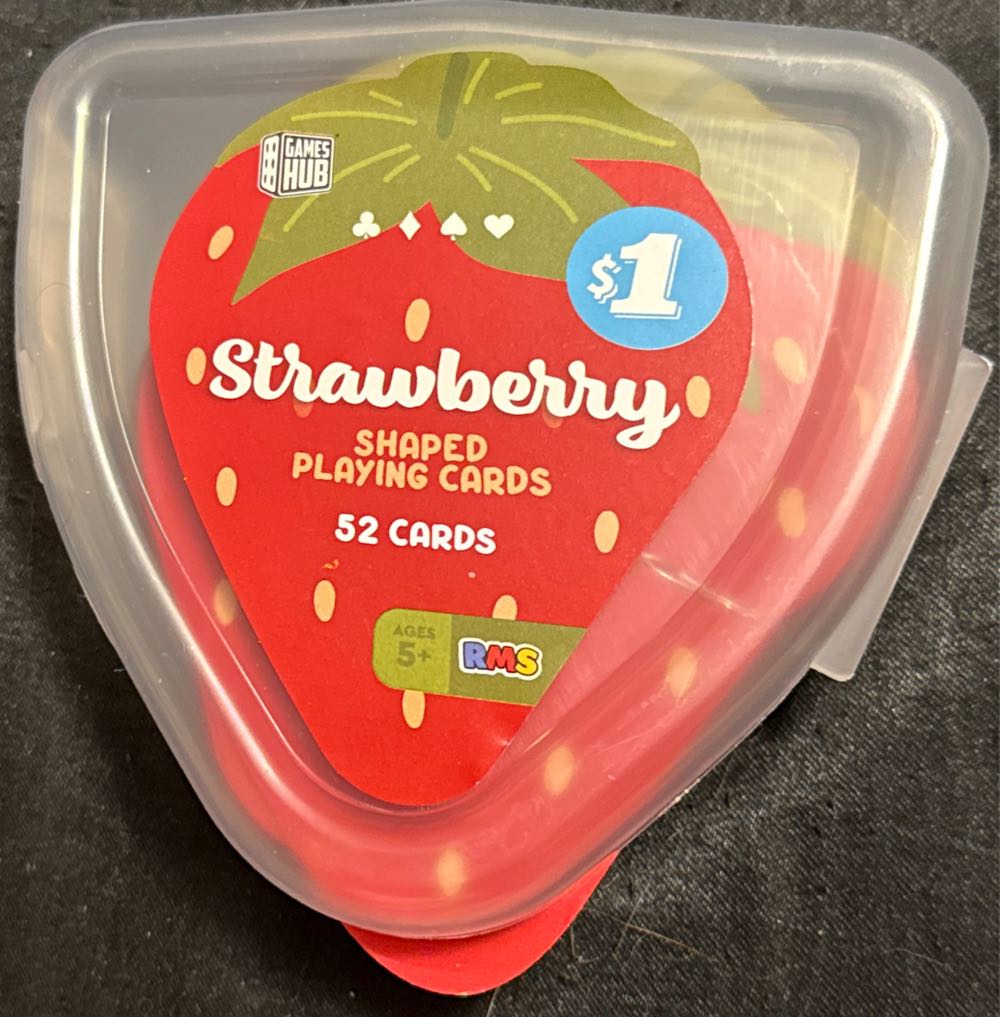 GAMES
HUB
$1
Strawberry
SHAPED
PLAYING CARDS
52 CARDS
AGES
5+
RMS